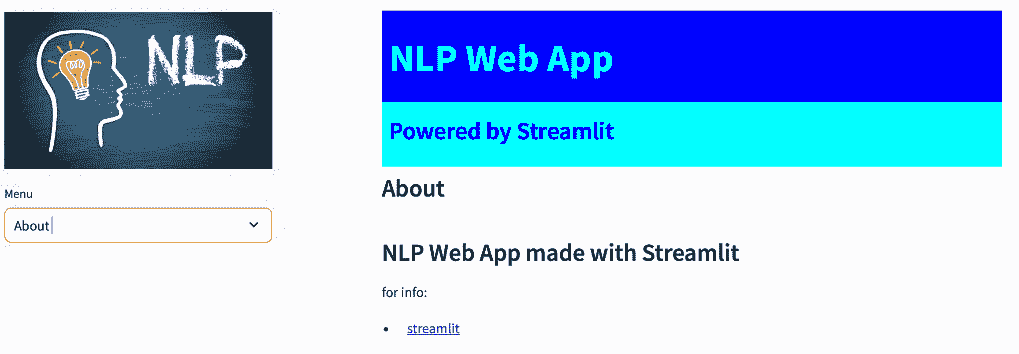 NLP
Menu
About
NLP Web App
Powered by Streamlit
About
NLP Web App made with Streamlit
for info:
• streamlit